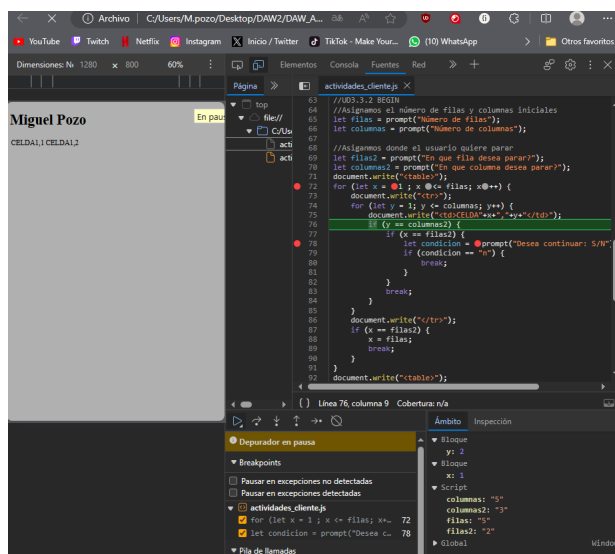 Archivo C:/Users/M.pozo/Desktop/DAW2/DAW_A...
YouTube Twitch Netflix Instagram Inicio / Twitter TikTok - Make Your... (10) WhatsApp Otros favoritos
Dimensiones: N 1280 x 800 60% Elementos Consola Fuentes Red
Página actividades_cliente.js
top
file://
C:/Use
acti
acti
Miguel Pozo
En pau
CELDA1,1 CELDA1,2
63 //UD3.3.2 BEGIN
64 //Asignamos el número de filas y columnas iniciales
65 let filas = prompt("Número de filas");
66 let columnas = prompt("Número de columnas");
67
68 //Asiganmos donde el usuario quiere parar
69 let filas2 = prompt("En que fila desea parar?");
70 let columnas2 = prompt("En que columna desea parar?");
71 document.write("<table>");
72 for (let x = 1 ; x <= filas; x++) {
73 document.write("<tr>");
74 for (let y = 1; y <= columnas; y++) {
75 document.write("<td>CELDA"+x+","+y+"</td>");
76 if (y == columnas2) {
77 if (x == filas2) {
78 let condicion = prompt("Desea continuar: S/N")
79 if (condicion == "n") {
80 break;
81 }
82 }
83 break;
84 }
85 }
86 document.write("</tr>");
87 if (x == filas2) {
88 x = filas;
89 break;
90 }
91 }
92 document.write("<table>");
{ } Línea 76, columna 9 Cobertura: n/a
Depurador en pausa
Breakpoints
Pausar en excepciones no detectadas
Pausar en excepciones detectadas
actividades_cliente.js
for (let x = 1 ; x <= filas; x+… 72
let condicion = prompt("Desea c… 78
Pila de llamadas
Ámbito Inspección
Bloque
y: 2
Bloque
x: 1
Script
columnas: "5"
columnas2: "3"
filas: "5"
filas2: "2"
Global Window